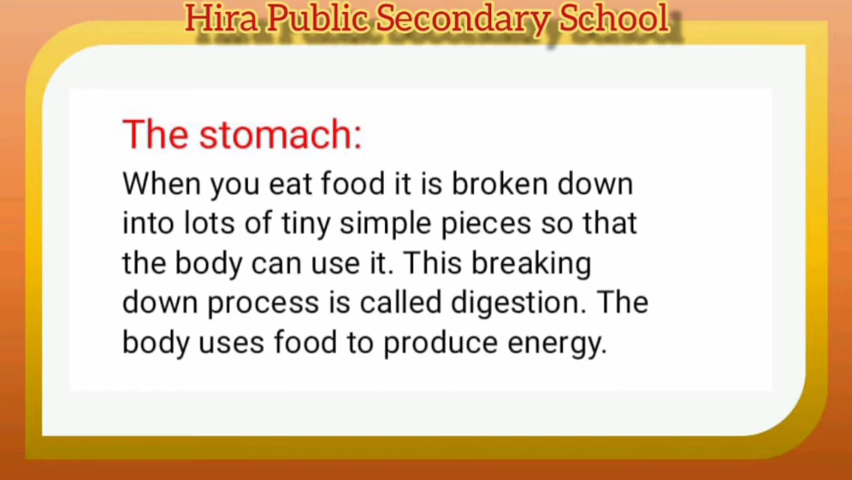 Hira Public Secondary School
The stomach:
When you eat food it is broken down
into lots of tiny simple pieces so that
the body can use it. This breaking
down process is called digestion. The
body uses food to produce energy.